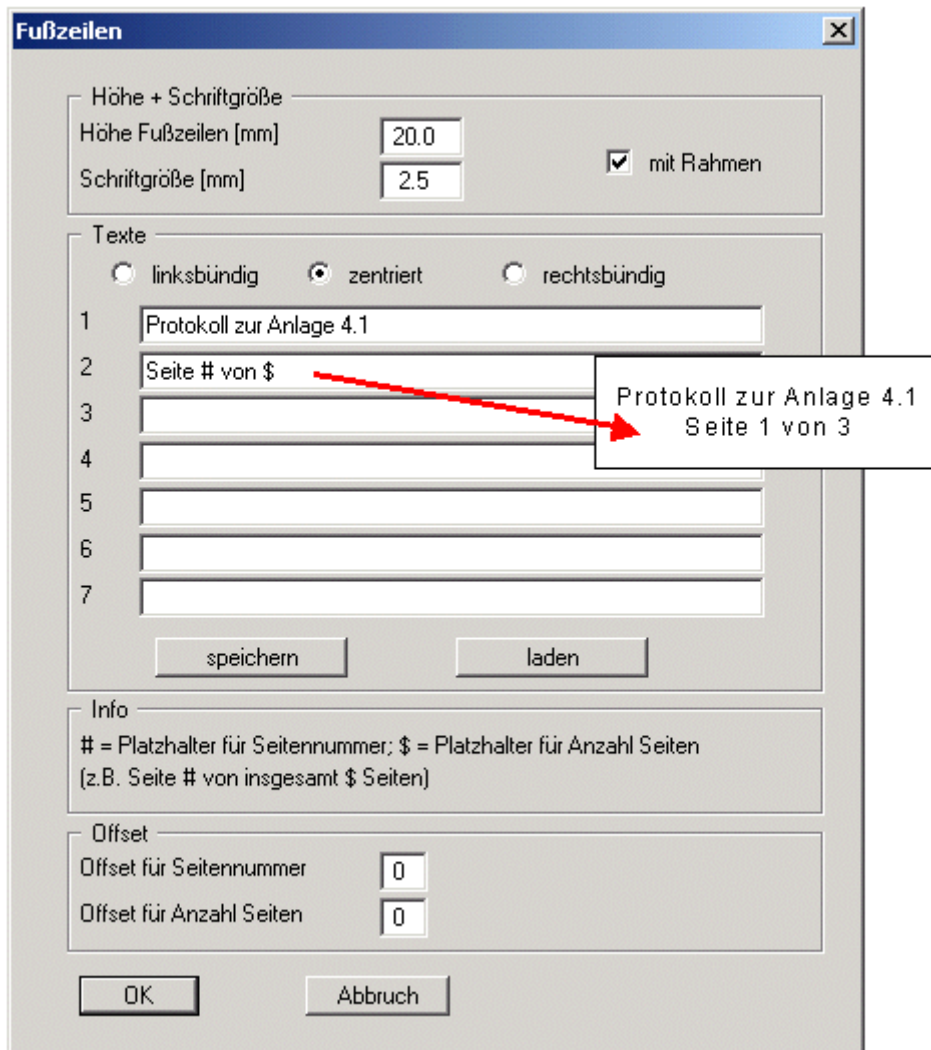 Fußzeilen
Höhe + Schriftgröße
Höhe Fußzeilen [mm] 20.0
mit Rahmen
Schriftgröße [mm] 2.5
Texte
linksbündig zentriert rechtsbündig
1 Protokoll zur Anlage 4.1
2 Seite # von $
Protokoll zur Anlage 4.1
Seite 1 von 3
3
4
5
6
7
speichern laden
Info
# = Platzhalter für Seitennummer; $ = Platzhalter für Anzahl Seiten
(z.B. Seite # von insgesamt $ Seiten)
Offset
Offset für Seitennummer 0
Offset für Anzahl Seiten 0
OK Abbruch